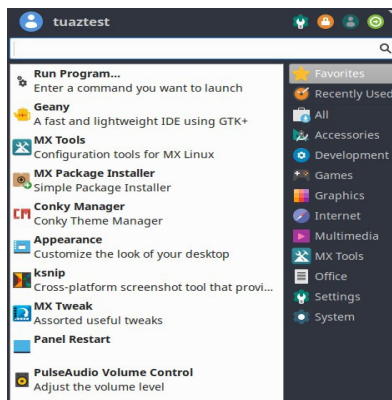 tuaztest
Run Program...
Enter a command you want to launch
Geany
A fast and lightweight IDE using GTK+
MX Tools
Configuration tools for MX Linux
MX Package Installer
Simple Package Installer
Conky Manager
Conky Theme Manager
Appearance
Customize the look of your desktop
ksnip
Cross-platform screenshot tool that provi...
MX Tweak
Assorted useful tweaks
Panel Restart
PulseAudio Volume Control
Adjust the volume level
Favorites
Recently Used
All
Accessories
Development
Games
Graphics
Internet
Multimedia
MX Tools
Office
Settings
System